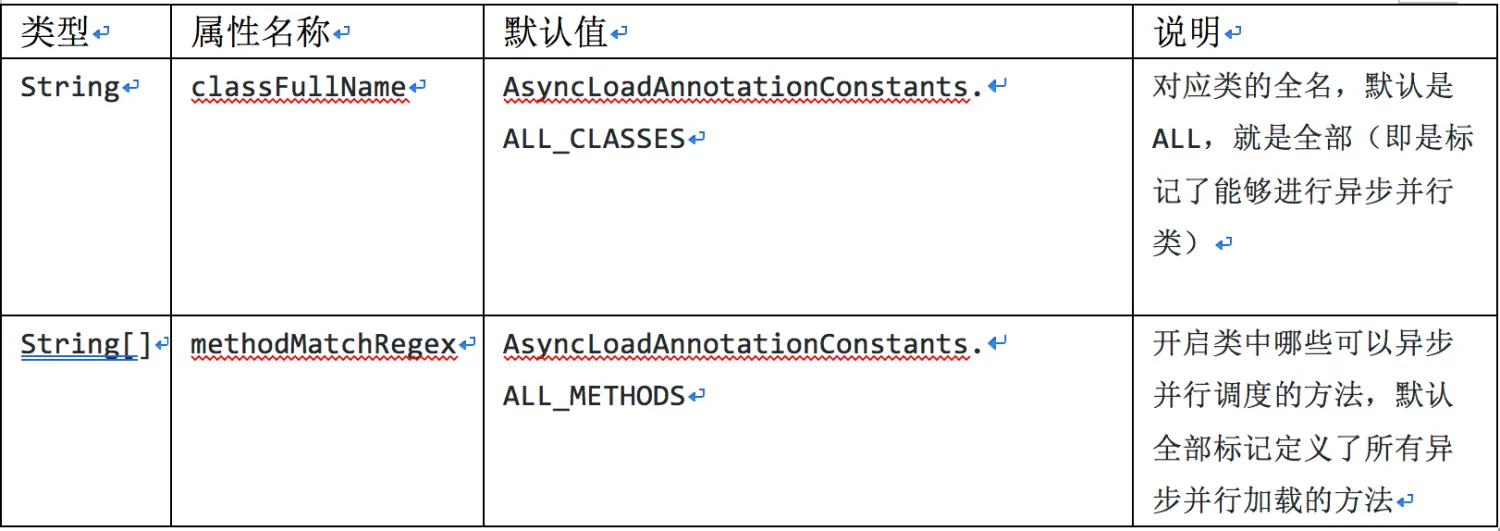 类型 属性名称 默认值 说明
String classFullName AsyncLoadAnnotationConstants. 对应类的全名，默认是
ALL_CLASSES ALL，就是全部（即是标
记了能够进行异步并行
类）
String[] methodMatchRegex AsyncLoadAnnotationConstants. 开启类中哪些可以异步
ALL_METHODS 并行调度的方法，默认
全部标记定义了所有异
步并行加载的方法